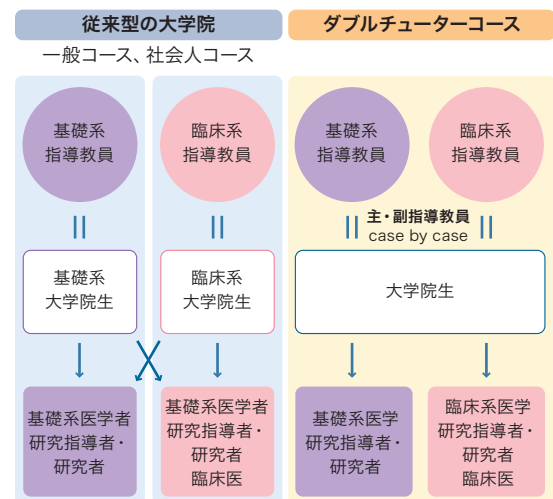 従来型の大学院
一般コース、社会人コース
基礎系
指導教員
臨床系
指導教員
基礎系
大学院生
臨床系
大学院生
基礎系医学者
研究指導者・
研究者
基礎系医学者
研究指導者・
研究者
臨床医
ダブルチューターコース
基礎系
指導教員
臨床系
指導教員
主・副指導教員
case by case
大学院生
基礎系医学
研究指導者・
研究者
臨床系医学
研究指導者・
研究者
臨床医